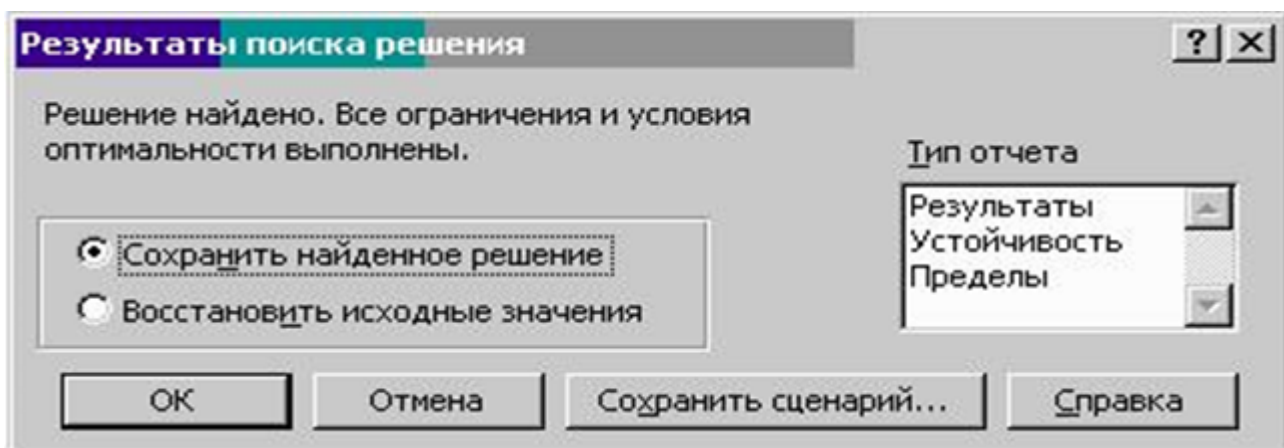 Результаты поиска решения
Решение найдено. Все ограничения и условия
оптимальности выполнены.
Тип отчета
Результаты
Устойчивость
Пределы
Сохранить найденное решение
Восстановить исходные значения
ОК
Отмена
Сохранить сценарий...
Справка